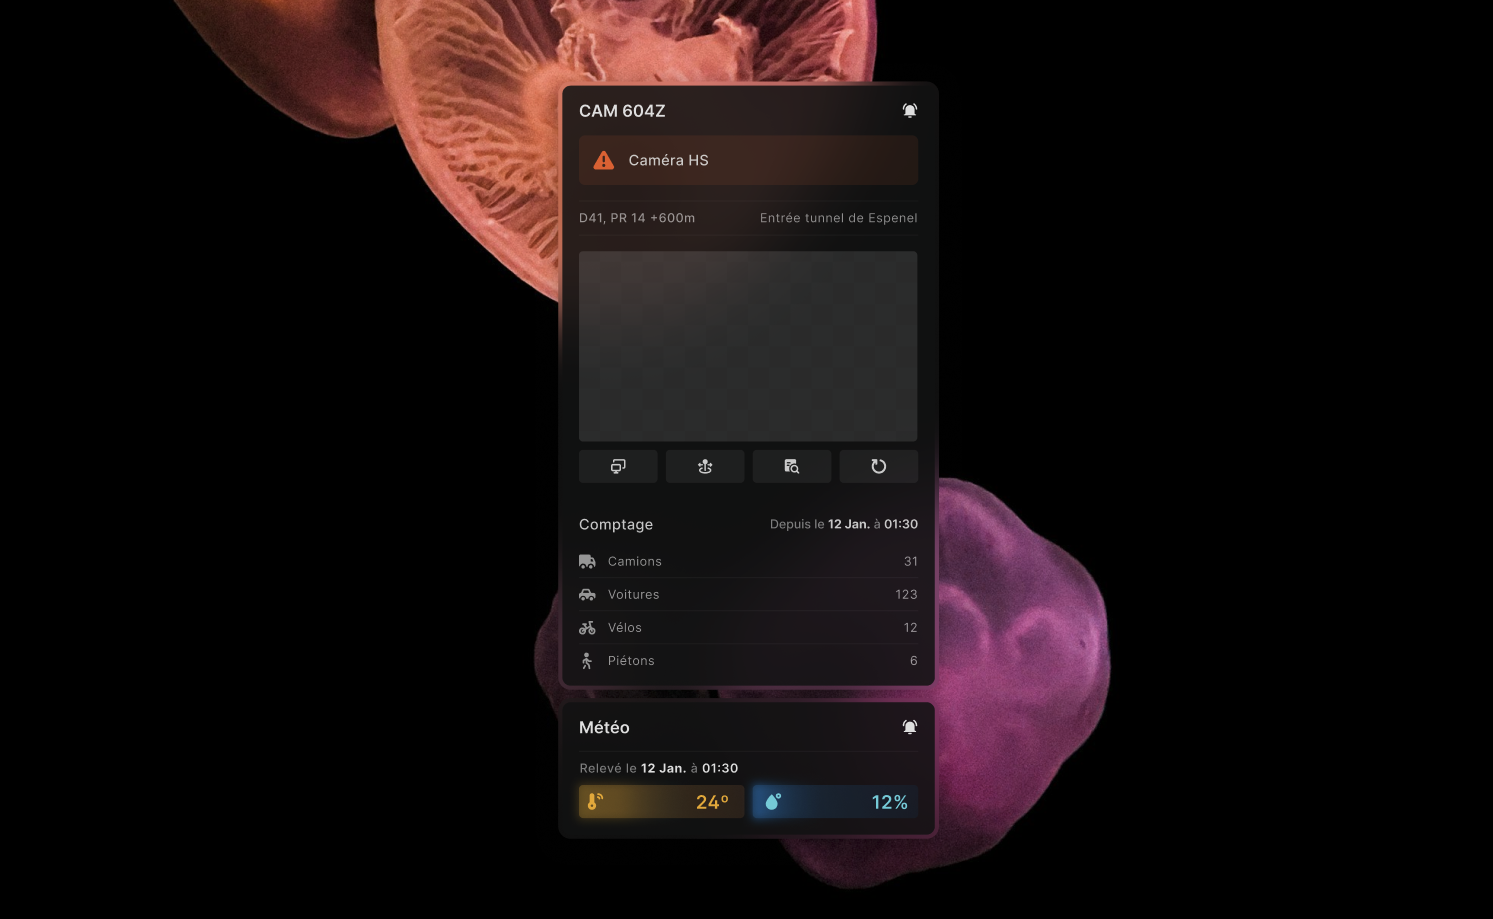 CAM 604Z
Caméra HS
D41, PR 14 +600m
Entrée tunnel de Espenel
Comptage
Depuis le 12 Jan. à 01:30
Camions 31
Voitures 123
Vélos 12
Piétons 6
Météo
Relevé le 12 Jan. à 01:30
24º
12%